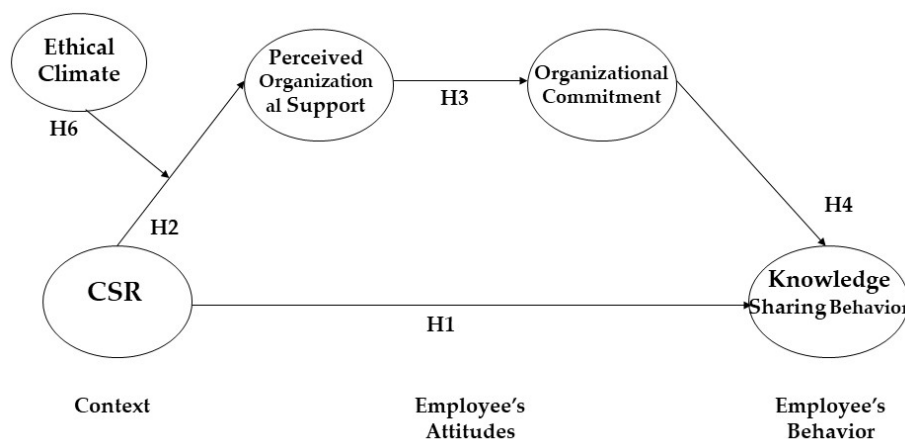 Ethical
Climate
Perceived
Organization
al Support
Organizational
Commitment
H6
H3
H2
H4
CSR
Knowledge
Sharing Behavior
H1
Context
Employee's
Attitudes
Employee's
Behavior